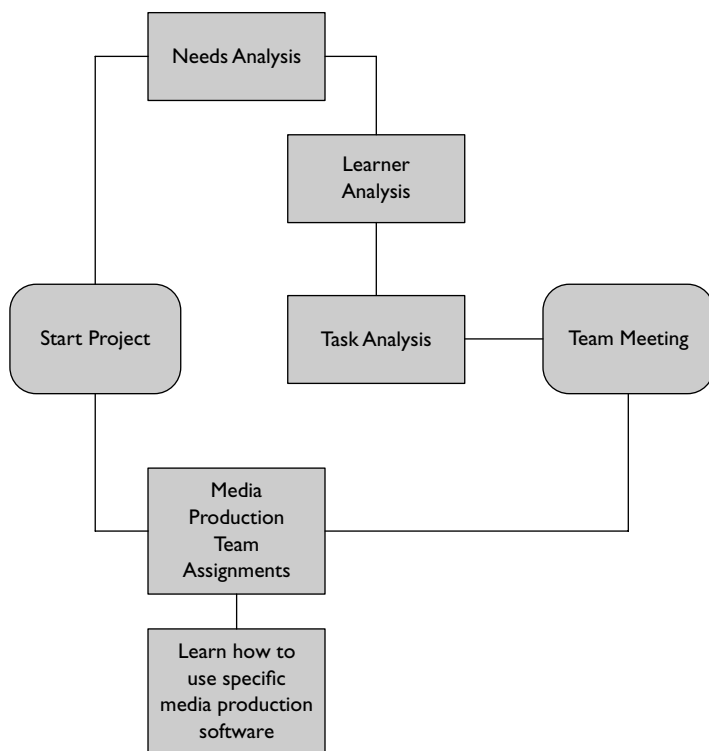 Needs Analysis
Learner
Analysis
Start Project
Task Analysis
Team Meeting
Media
Production
Team
Assignments
Learn how to
use specific
media production
software